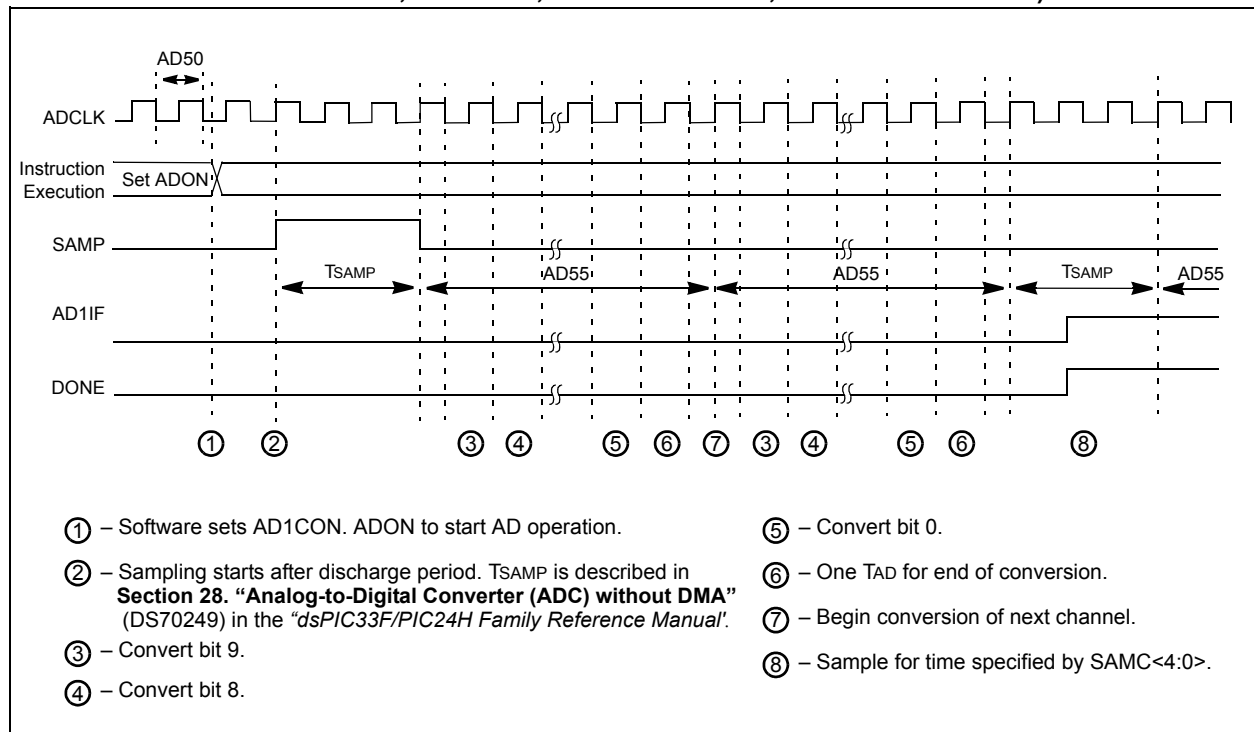 AD50
ADCLK
Instruction
Execution
Set ADON
SAMP
TSAMP
AD55
AD55
TSAMP
AD55
AD1IF
DONE
① ② ③ ④ ⑤ ⑥ ⑦ ③ ④ ⑤ ⑥ ⑧
① – Software sets AD1CON. ADON to start AD operation.
② – Sampling starts after discharge period. TSAMP is described in
Section 28. “Analog-to-Digital Converter (ADC) without DMA”
(DS70249) in the “dsPIC33F/PIC24H Family Reference Manual'.
③ – Convert bit 9.
④ – Convert bit 8.
⑤ – Convert bit 0.
⑥ – One TAD for end of conversion.
⑦ – Begin conversion of next channel.
⑧ – Sample for time specified by SAMC<4:0>.